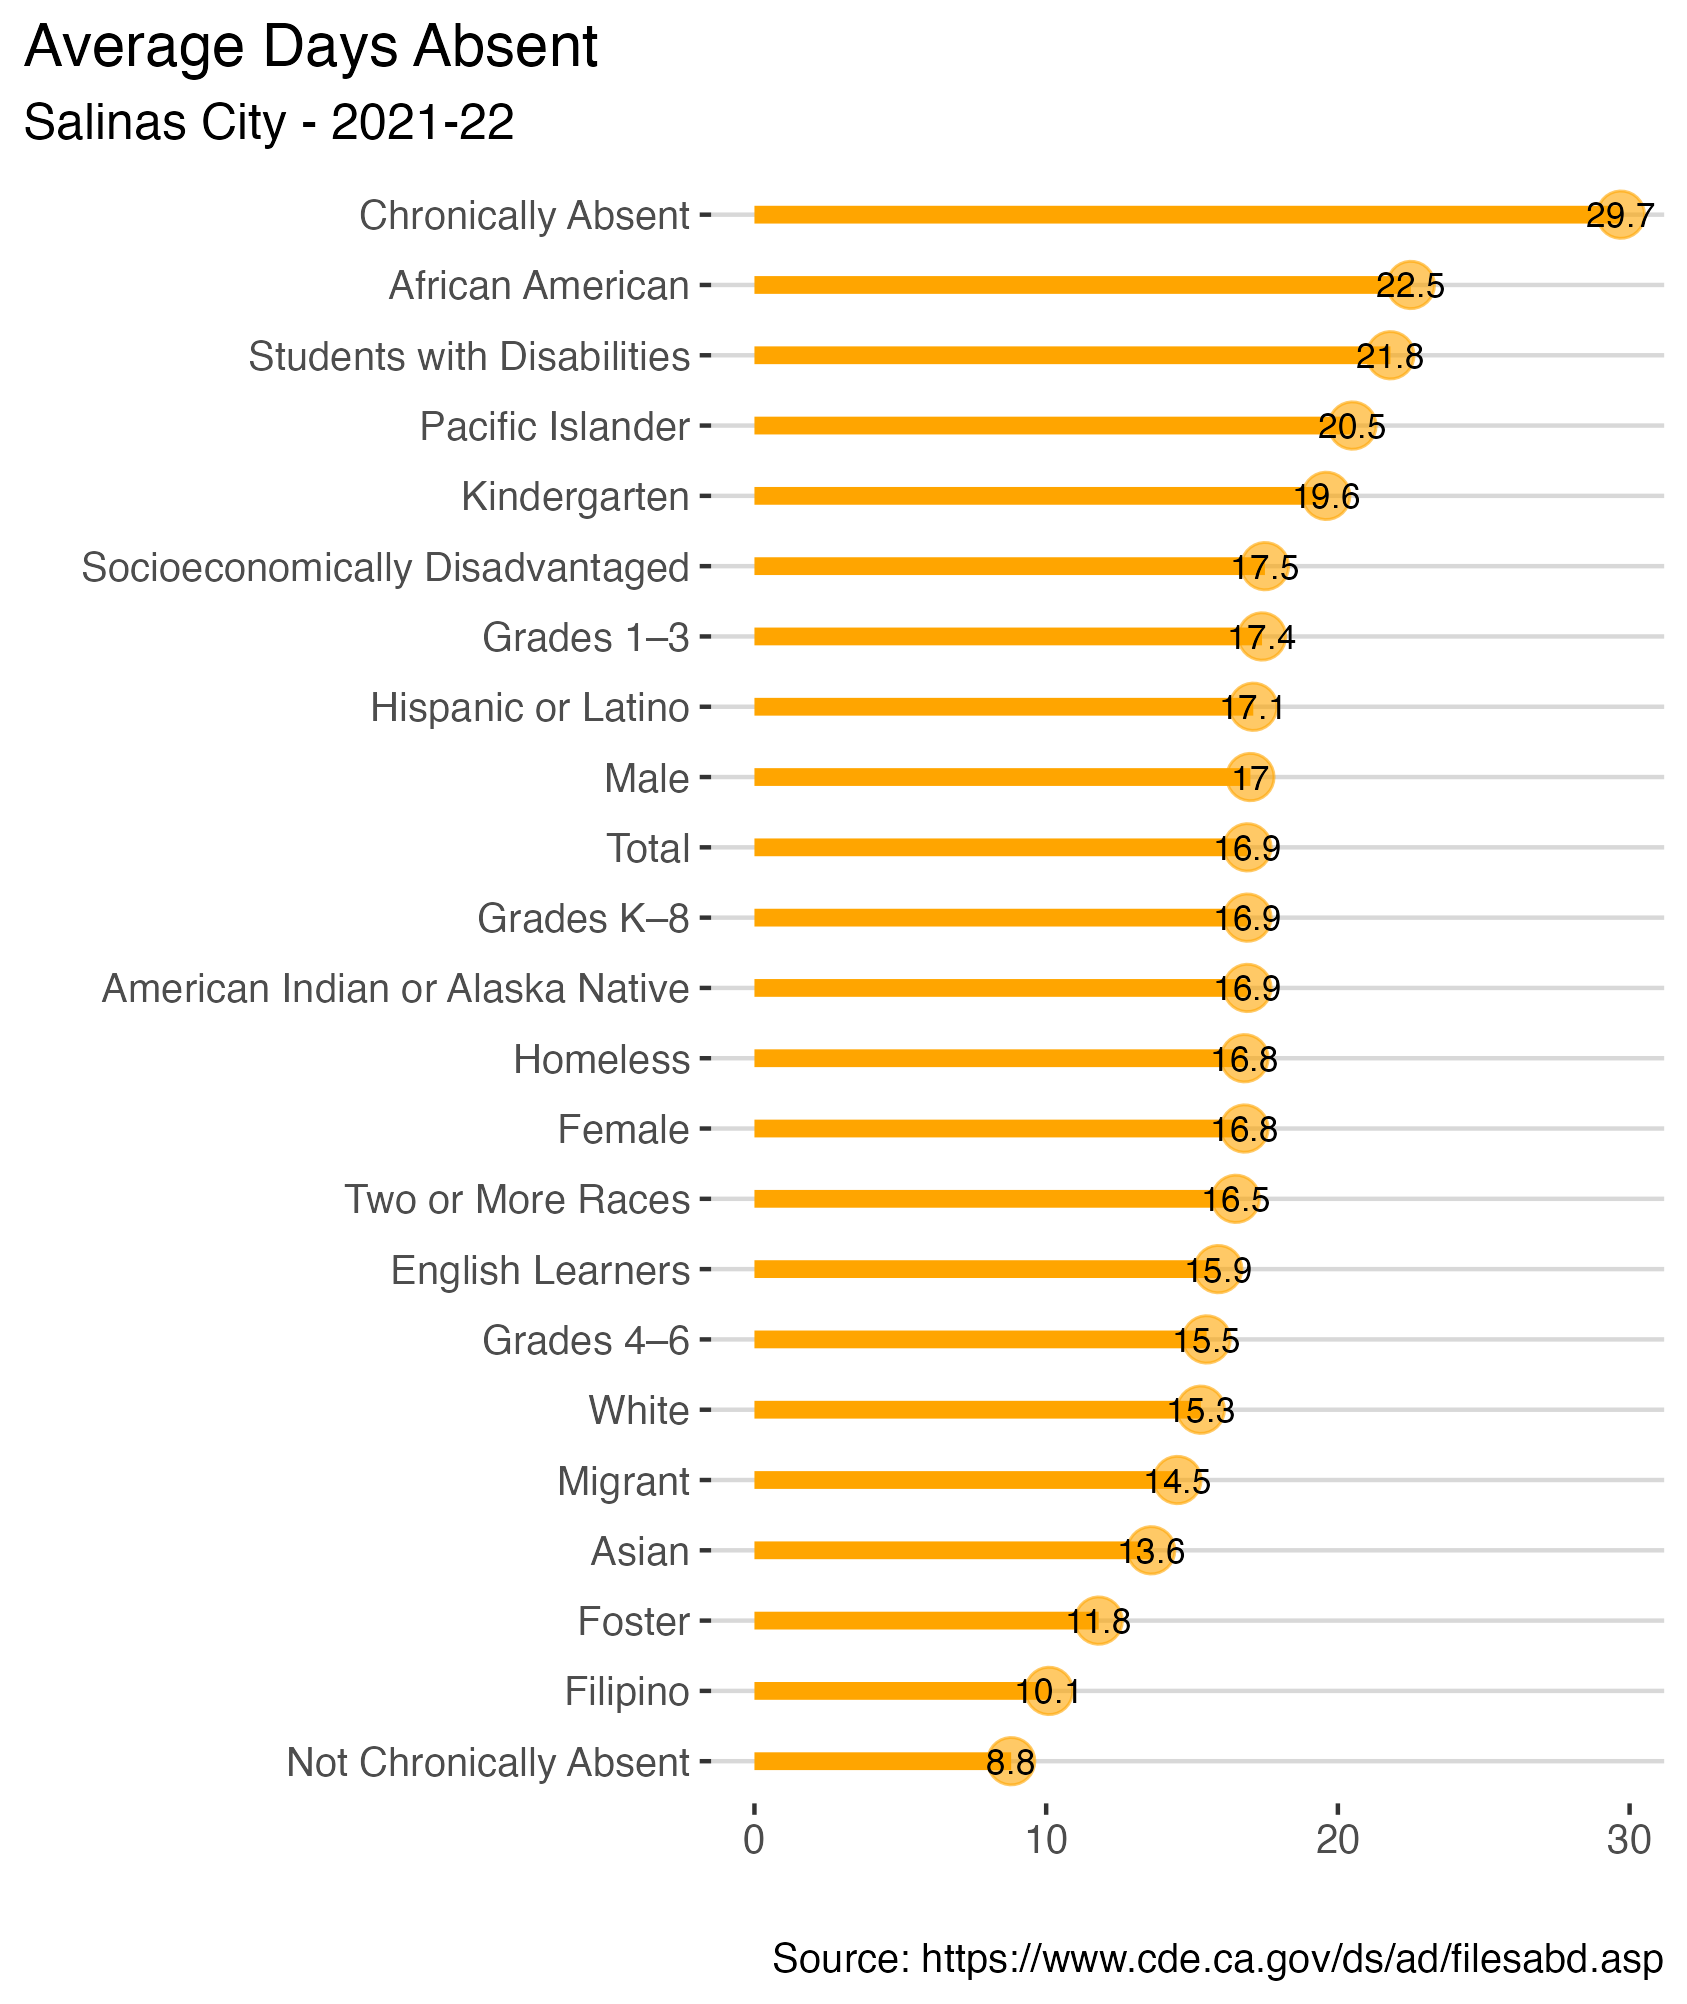 Average Days Absent
Salinas City - 2021-22
Chronically Absent 29.7
African American 22.5
Students with Disabilities 21.8
Pacific Islander 20.5
Kindergarten 19.6
Socioeconomically Disadvantaged 17.5
Grades 1–3 17.4
Hispanic or Latino 17.1
Male 17
Total 16.9
Grades K–8 16.9
American Indian or Alaska Native 16.9
Homeless 16.8
Female 16.8
Two or More Races 16.5
English Learners 15.9
Grades 4–6 15.5
White 15.3
Migrant 14.5
Asian 13.6
Foster 11.8
Filipino 10.1
Not Chronically Absent 8.8
0 10 20 30
Source: https://www.cde.ca.gov/ds/ad/filesabd.asp